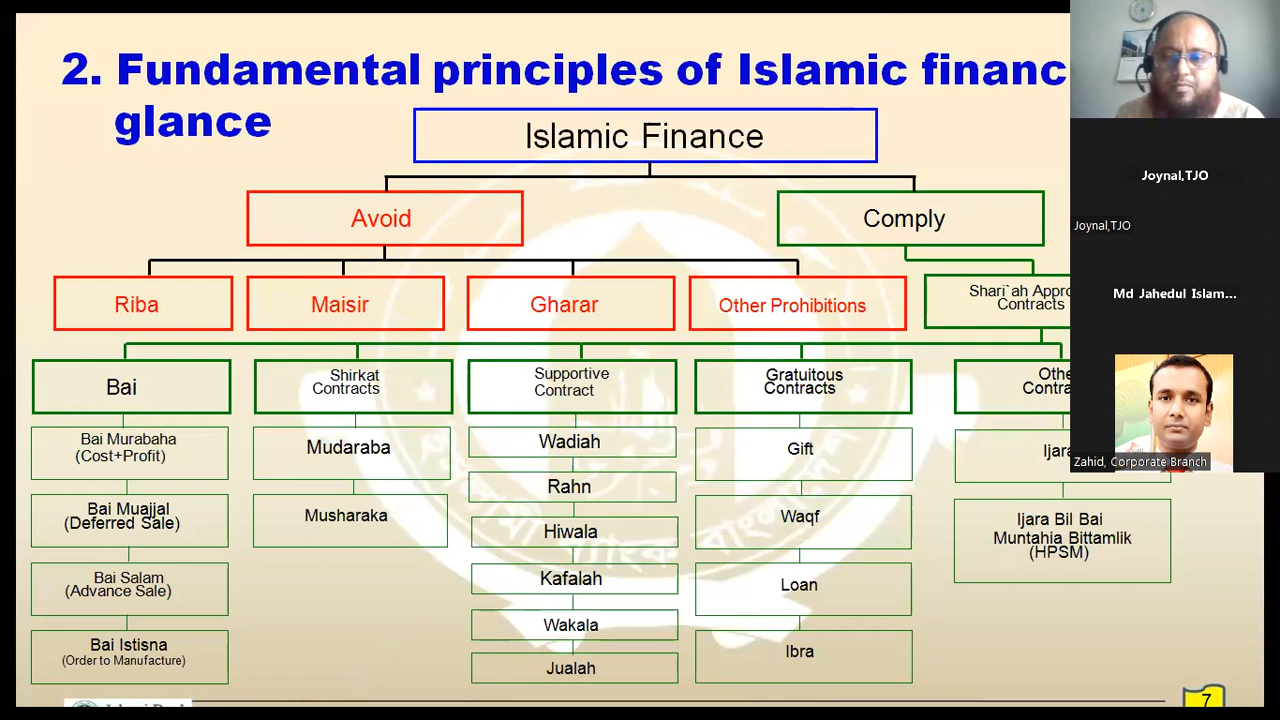 2. Fundamental principles of Islamic financ
glance
Islamic Finance
Avoid
Comply
Riba
Maisir
Gharar
Other Prohibitions
Shari`ah Appro
Contracts
Bai
Shirkat
Contracts
Supportive
Contract
Gratuitous
Contracts
Othe
Contra
Bai Murabaha
(Cost+Profit)
Bai Muajjal
(Deferred Sale)
Bai Salam
(Advance Sale)
Bai Istisna
(Order to Manufacture)
Mudaraba
Musharaka
Wadiah
Rahn
Hiwala
Kafalah
Wakala
Jualah
Gift
Waqf
Loan
Ibra
Ijara
Ijara Bil Bai
Muntahia Bittamlik
(HPSM)
7
Joynal,TJO
Joynal,TJO
Md Jahedul Islam...
Zahid, Corporate Branch